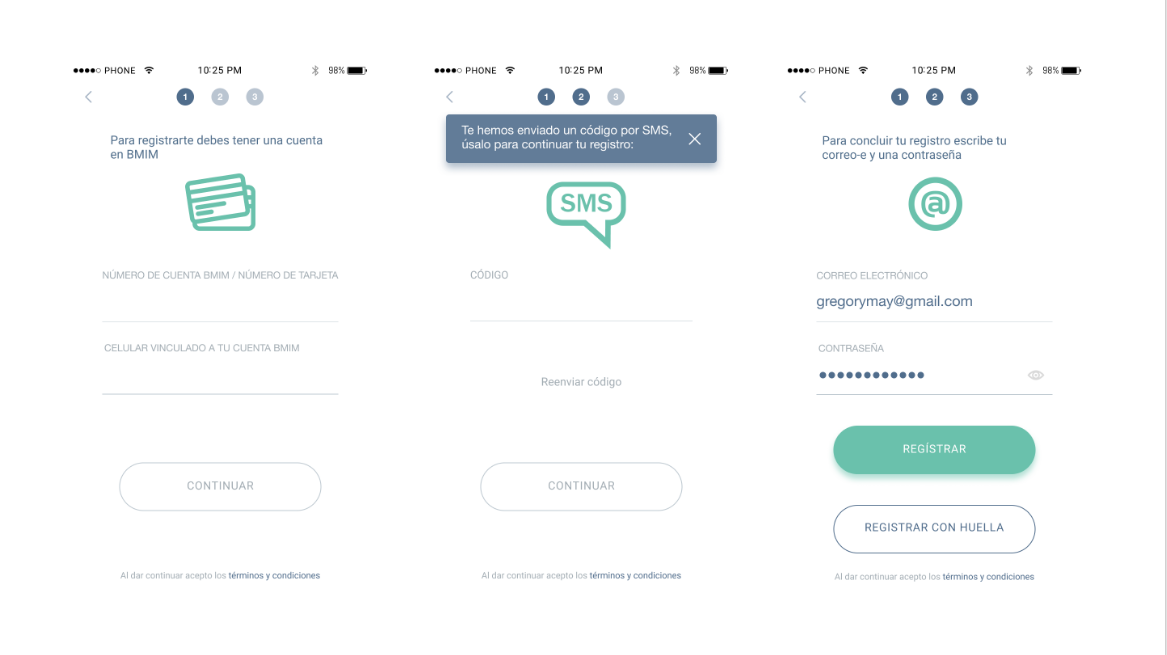 PHONE 10:25 PM 98%
1 2 3
Para registrarte debes tener una cuenta
en BMIM
NÚMERO DE CUENTA BMIM / NÚMERO DE TARJETA
CELULAR VINCULADO A TU CUENTA BMIM
CONTINUAR
Al dar continuar acepto los términos y condiciones
PHONE 10:25 PM 98%
1 2 3
Te hemos enviado un código por SMS,
úsalo para continuar tu registro:
SMS
CÓDIGO
Reenviar código
CONTINUAR
Al dar continuar acepto los términos y condiciones
PHONE 10:25 PM 98%
1 2 3
Para concluir tu registro escribe tu
correo-e y una contraseña
@
CORREO ELECTRÓNICO
gregorymay@gmail.com
CONTRASEÑA
••••••••••••
REGÍSTRAR
REGISTRAR CON HUELLA
Al dar continuar acepto los términos y condiciones